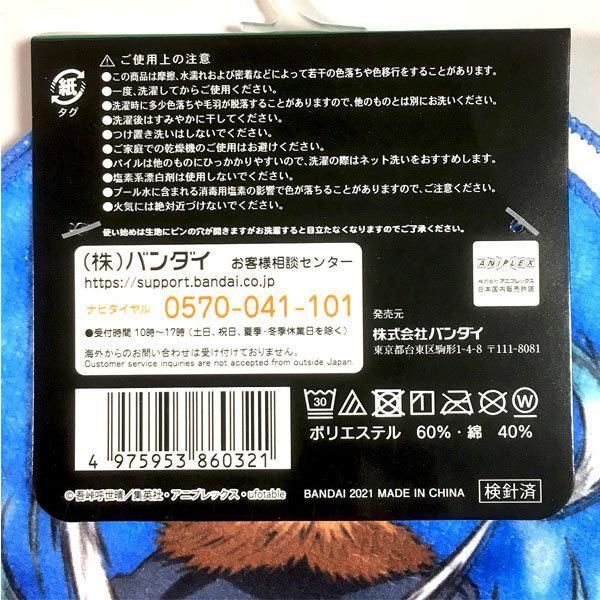 紙
タグ
ご使用上の注意
●この商品は摩擦、水濡れおよび密着などによって若干の色落ちや色移行をすることがあります。
●一度、洗濯してからご使用ください。
●洗濯時に多少色落ちや毛羽が脱落することがありますので、他のものとは別にお洗いください。
●洗濯後はすみやかに干してください。
●つけ置き洗いはしないでください。
●ご家庭での乾燥機のご使用はお避けください。
●パイルは他のものにひっかかりやすいので、洗濯の際はネット洗いをおすすめします。
●塩素系漂白剤は使用しないでください。
●プール水に含まれる消毒用塩素の影響で色が落ちることがありますので、ご注意ください。
●火気には絶対近づけないでください。
使い始めは生地にピンの穴が開きますがお洗濯すると目立たなくなりますのでご了承ください。
(株)バンダイ お客様相談センター
https://support.bandai.co.jp
ナビダイヤル 0570-041-101
●受付時間 10時〜17時 (土、日、祝日、夏季・冬季休業日を除く)
海外からのお問い合わせは受け付けておりません。
Customer service inquiries are not accepted from outside Japan.
ANIPLEX
株式会社アニプレックス
日本国内販売許諾
発売元
株式会社バンダイ
東京都台東区駒形1-4-8 〒111-8081
30
W
ポリエステル 60%・綿 40%
4 975953 860321
©吾峠呼世晴/集英社・アニプレックス・ufotable
BANDAI 2021 MADE IN CHINA
検針済